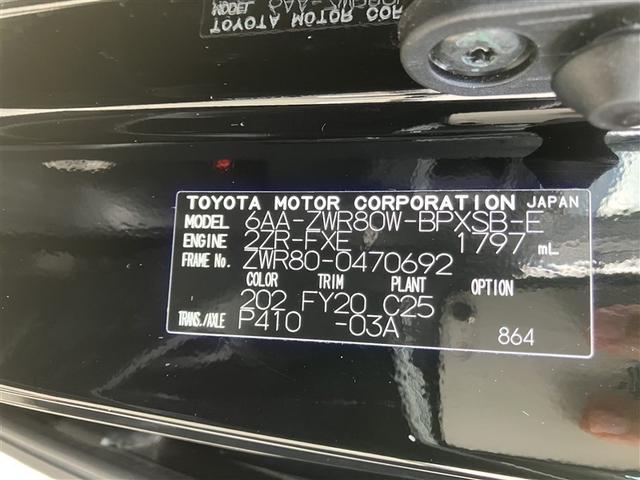 TOYOTA MOTOR CORPORATION JAPAN
MODEL 6AA-ZWR80W-BPXSB-E
ENGINE 2ZR-FXE 1797 mL
FRAME No. ZWR80-0470692
COLOR TRIM PLANT OPTION
202 FY20 C25
TRANS./AXLE P410 -03A
864